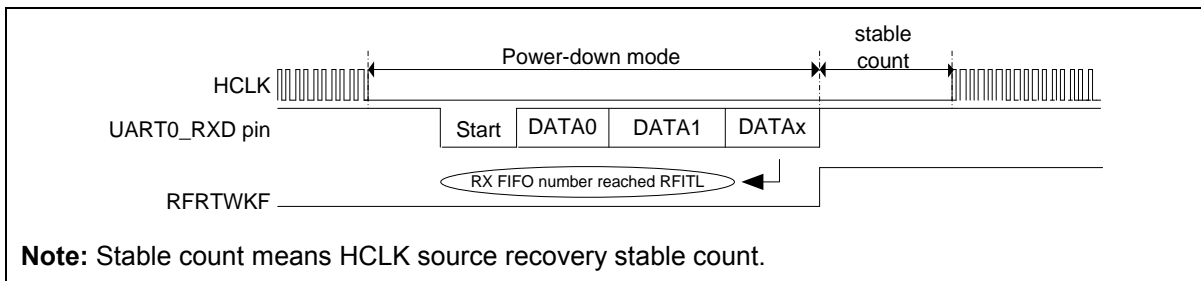 stable
count
Power-down mode
HCLK
UART0_RXD pin
Start
DATA0
DATA1
DATAx
RX FIFO number reached RFITL
RFRTWKF
Note: Stable count means HCLK source recovery stable count.